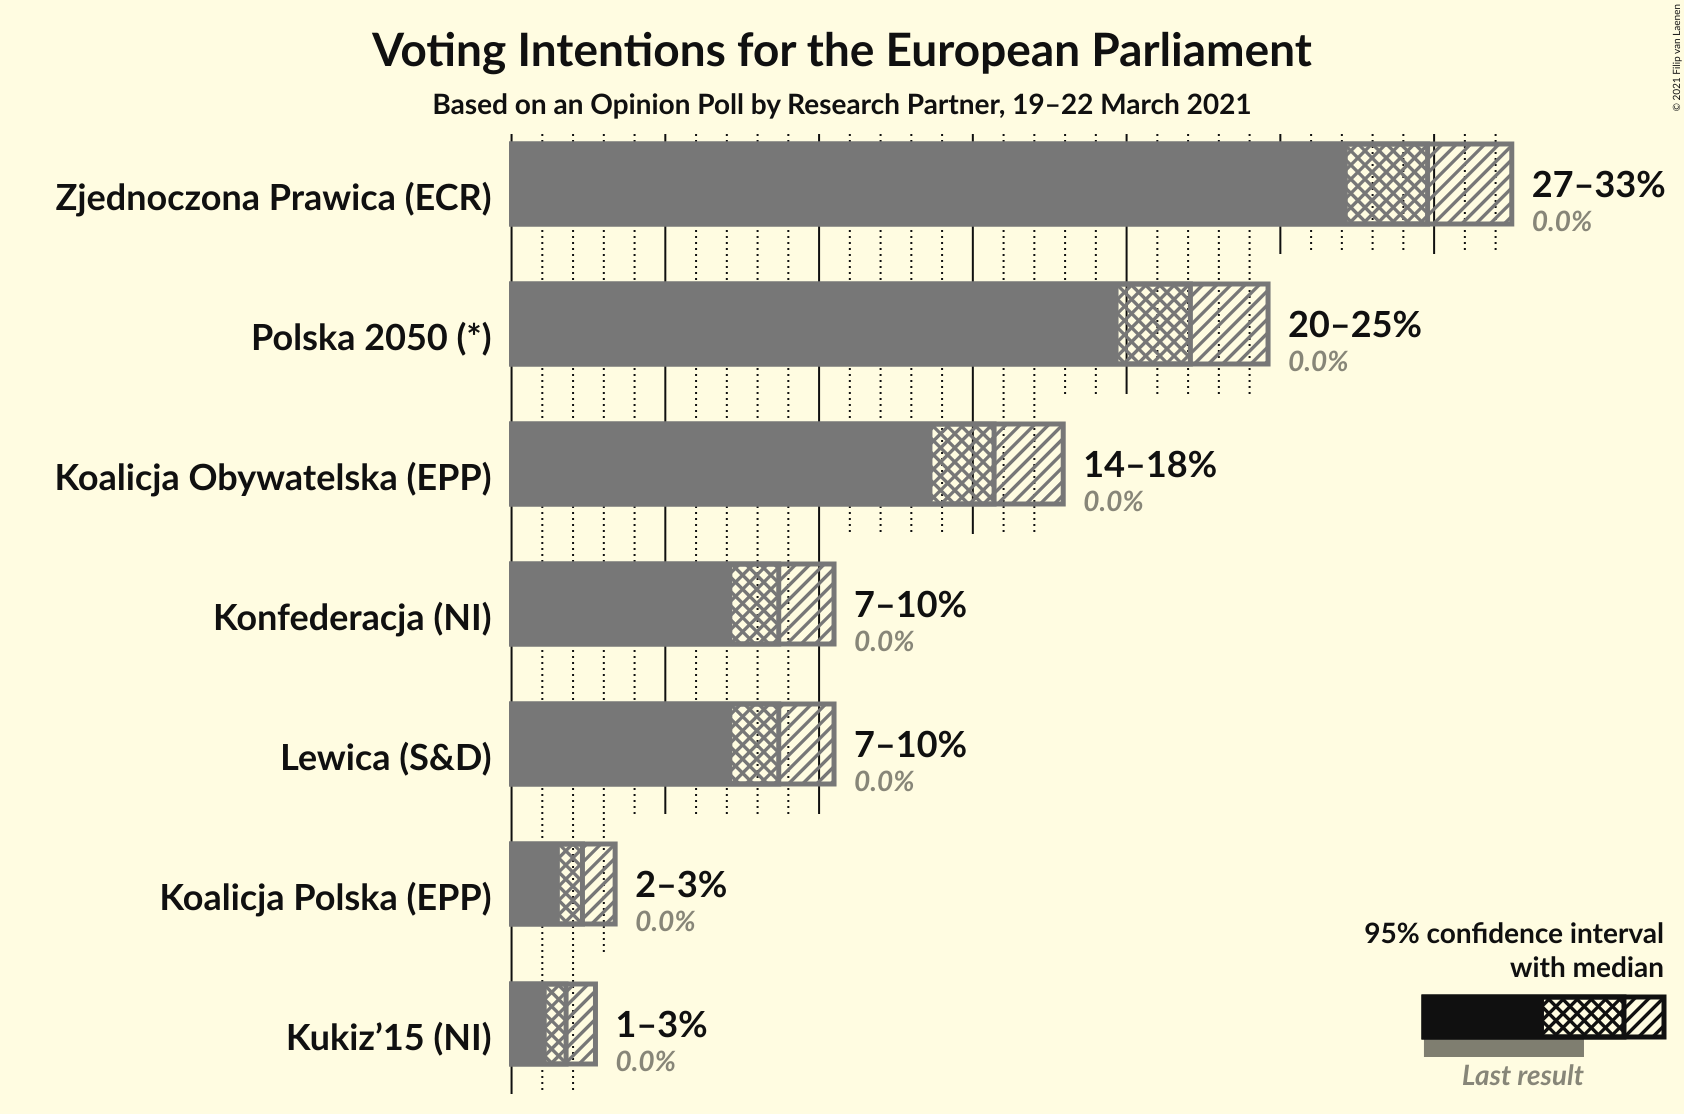 Voting Intentions for the European Parliament
Based on an Opinion Poll by Research Partner, 19–22 March 2021
© 2021 Filip van Laenen
Zjednoczona Prawica (ECR)
27–33%
0.0%
Polska 2050 (*)
20–25%
0.0%
Koalicja Obywatelska (EPP)
14–18%
0.0%
Konfederacja (NI)
7–10%
0.0%
Lewica (S&D)
7–10%
0.0%
Koalicja Polska (EPP)
2–3%
0.0%
Kukiz’15 (NI)
1–3%
0.0%
95% confidence interval
with median
Last result